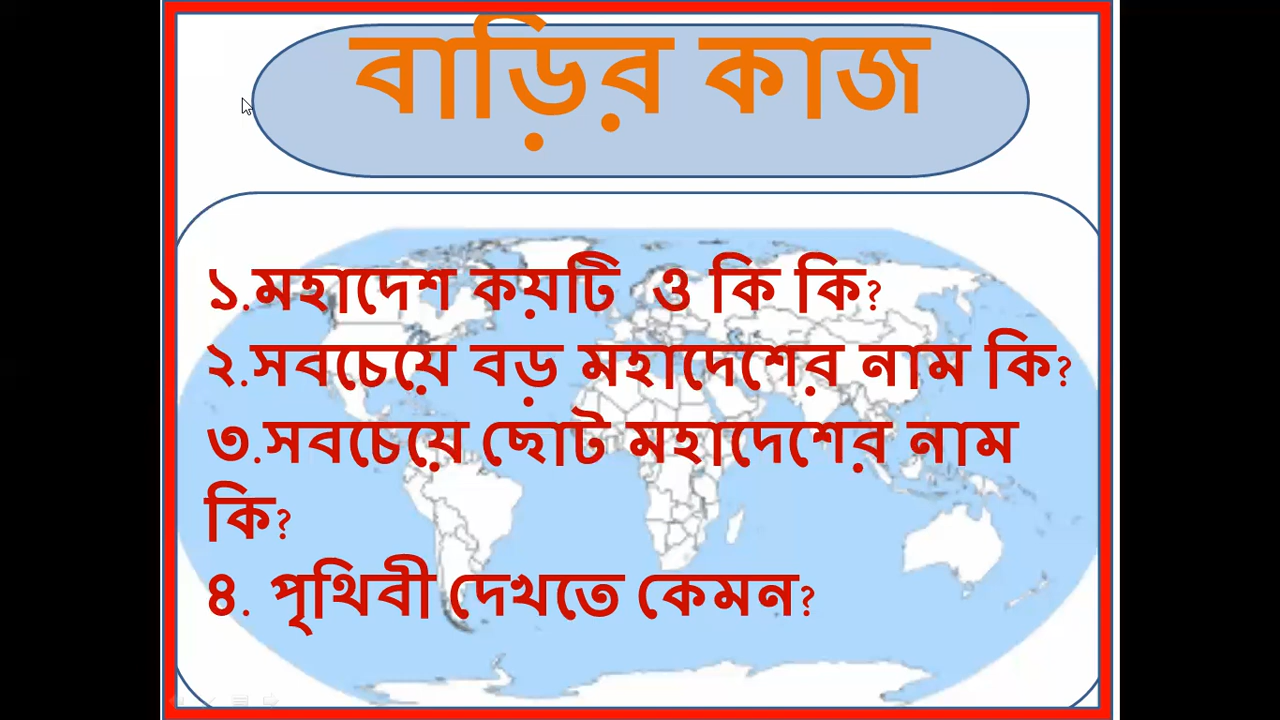 বাড়ির কাজ
১.মহাদেশ কয়টি ও কি কি?
২.সবচেয়ে বড় মহাদেশের নাম কি?
৩.সবচেয়ে ছোট মহাদেশের নাম
কি?
৪. পৃথিবী দেখতে কেমন?